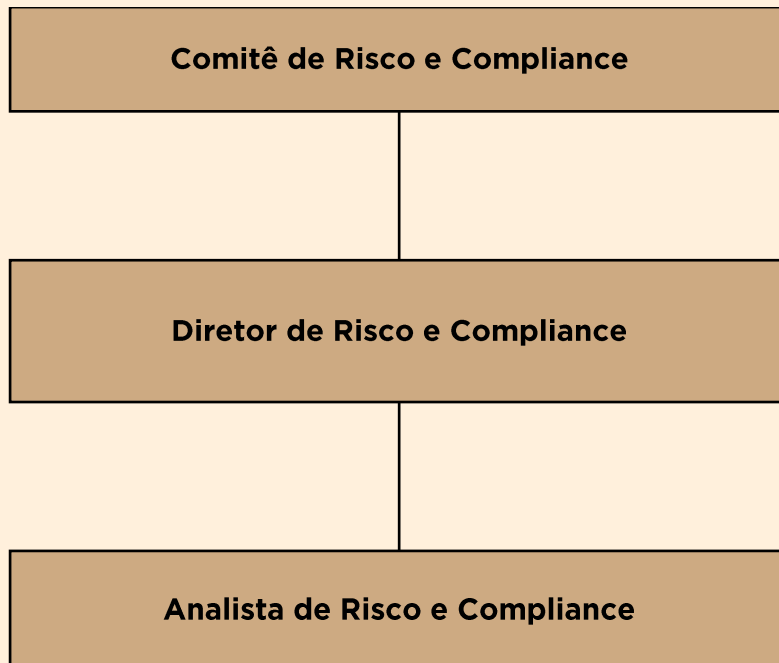 Comitê de Risco e Compliance
Diretor de Risco e Compliance
Analista de Risco e Compliance